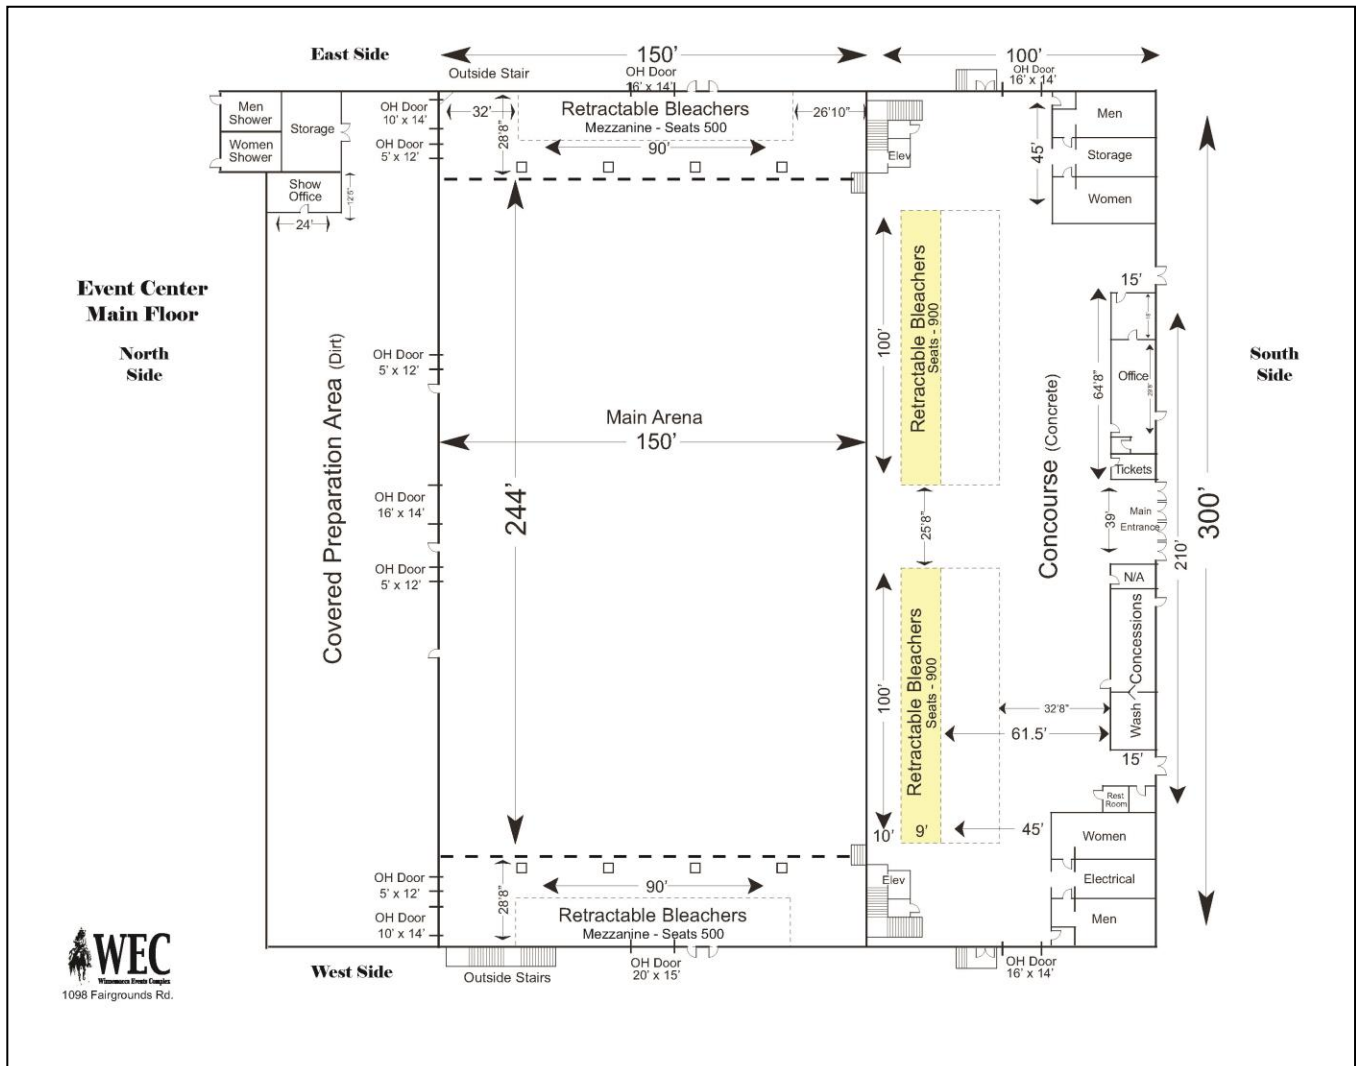 East Side
150'
100'
Outside Stair
OH Door
16' x 14'
OH Door
16' x 14'
Men
Shower
Storage
Women
Shower
Show
Office
12'5"
24'
OH Door
10' x 14'
OH Door
5' x 12'
32'
28'8"
Retractable Bleachers
Mezzanine - Seats 500
90'
26'10"
Elev
45'
Men
Storage
Women
Event Center
Main Floor
North
Side
Covered Preparation Area (Dirt)
OH Door
5' x 12'
OH Door
16' x 14'
OH Door
5' x 12'
Main Arena
150'
244'
100'
Retractable Bleachers
Seats - 900
25'8"
100'
Retractable Bleachers
Seats - 900
10'
9'
45'
32'8"
61.5'
Concourse (Concrete)
15'
64'8"
Office
Tickets
39'
Main
Entrance
210'
300'
South
Side
N/A
Concessions
Wash
15'
Rest
Room
Women
Electrical
Men
OH Door
5' x 12'
OH Door
10' x 14'
28'8"
90'
Retractable Bleachers
Mezzanine - Seats 500
Elev
West Side
Outside Stairs
OH Door
20' x 15'
OH Door
16' x 14'
WEC
Winnemucca Events Complex
1098 Fairgrounds Rd.